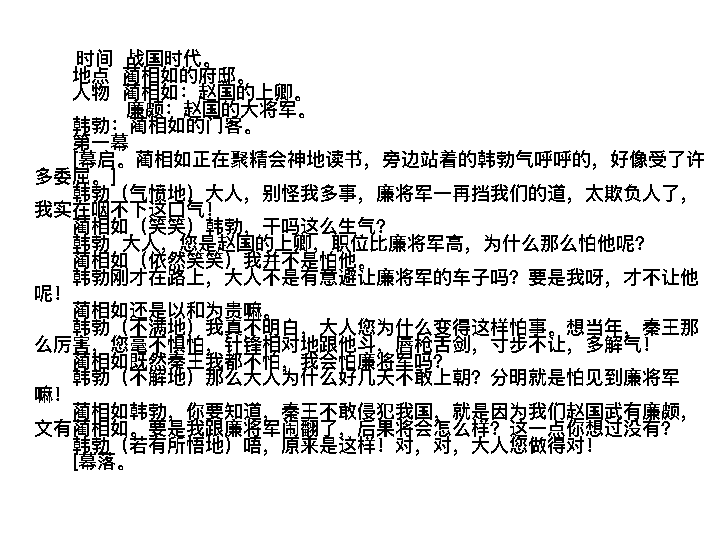 时间 战国时代。
地点 蔺相如的府邸。
人物 蔺相如：赵国的上卿。
廉颇：赵国的大将军。
韩勃：蔺相如的门客。
第一幕
[幕启。蔺相如正在聚精会神地读书，旁边站着的韩勃气呼呼的，好像受了许
多委屈。]
韩勃（气愤地）大人，别怪我多事，廉将军一再挡我们的道，太欺负人了，
我实在咽不下这口气！
蔺相如（笑笑）韩勃，干吗这么生气？
韩勃 大人，您是赵国的上卿，职位比廉将军高，为什么那么怕他呢？
蔺相如（依然笑笑）我并不是怕他。
韩勃刚才在路上，大人不是有意避让廉将军的车子吗？要是我呀，才不让他
呢！
蔺相如还是以和为贵嘛。
韩勃（不满地）我真不明白，大人您为什么变得这样怕事。想当年，秦王那
么厉害，您毫不惧怕，针锋相对地跟他斗，唇枪舌剑，寸步不让，多解气！
蔺相如既然秦王我都不怕，我会怕廉将军吗？
韩勃（不解地）那么大人为什么好几天不敢上朝？分明就是怕见到廉将军
嘛！
蔺相如韩勃，你要知道，秦王不敢侵犯我国，就是因为我们赵国武有廉颇，
文有蔺相如。要是我跟廉将军闹翻了，后果将会怎么样？这一点你想过没有？
韩勃（若有所悟地）唔，原来是这样！对，对，大人您做得对！
[幕落。